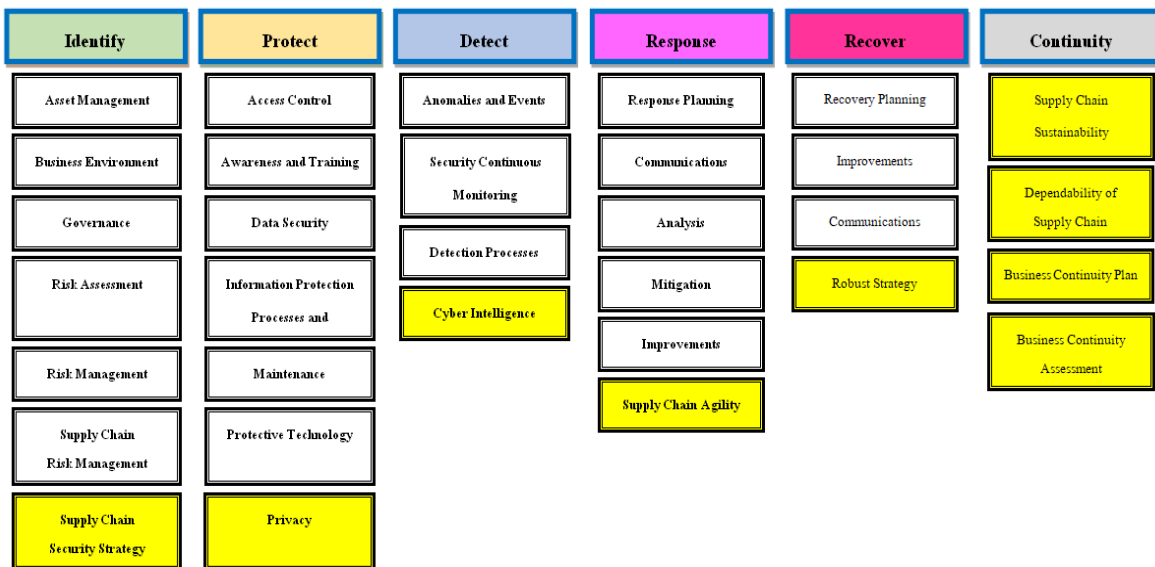 Identify
Asset Management
Business Environment
Governance
Risk Assessment
Risk Management
Supply Chain
Risk Management
Supply Chain
Security Strategy
Protect
Access Control
Awareness and Training
Data Security
Information Protection
Processes and
Maintenance
Protective Technology
Privacy
Detect
Anomalies and Events
Security Continuous
Monitoring
Detection Processes
Cyber Intelligence
Response
Response Planning
Communications
Analysis
Mitigation
Improvements
Supply Chain Agility
Recover
Recovery Planning
Improvements
Communications
Robust Strategy
Continuity
Supply Chain
Sustainability
Dependability of
Supply Chain
Business Continuity Plan
Business Continuity
Assessment